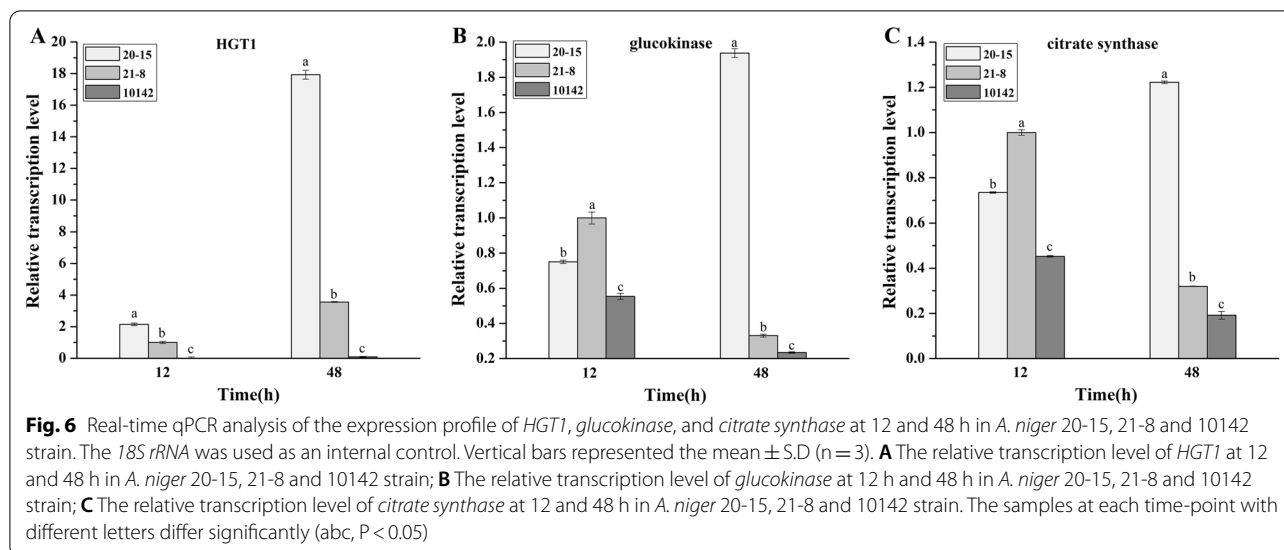 A
HGT1
20-15
21-8
10142
Relative transcription level
20
18
16
14
12
10
8
6
4
2
0
a
b
c
a
b
c
12
48
Time(h)
B
glucokinase
20-15
21-8
10142
Relative transcription level
2.0
1.8
1.6
1.4
1.2
1.0
0.8
0.6
0.4
0.2
b
a
c
a
b
c
12
48
Time(h)
C
citrate synthase
20-15
21-8
10142
Relative transcription level
1.4
1.2
1.0
0.8
0.6
0.4
0.2
0.0
b
a
c
a
b
c
12
48
Time(h)
Fig. 6 Real-time qPCR analysis of the expression profile of HGT1, glucokinase, and citrate synthase at 12 and 48 h in A. niger 20-15, 21-8 and 10142
strain. The 18S rRNA was used as an internal control. Vertical bars represented the mean ± S.D (n = 3). A The relative transcription level of HGT1 at 12
and 48 h in A. niger 20-15, 21-8 and 10142 strain; B The relative transcription level of glucokinase at 12 h and 48 h in A. niger 20-15, 21-8 and 10142
strain; C The relative transcription level of citrate synthase at 12 and 48 h in A. niger 20-15, 21-8 and 10142 strain. The samples at each time-point with
different letters differ significantly (abc, P < 0.05)